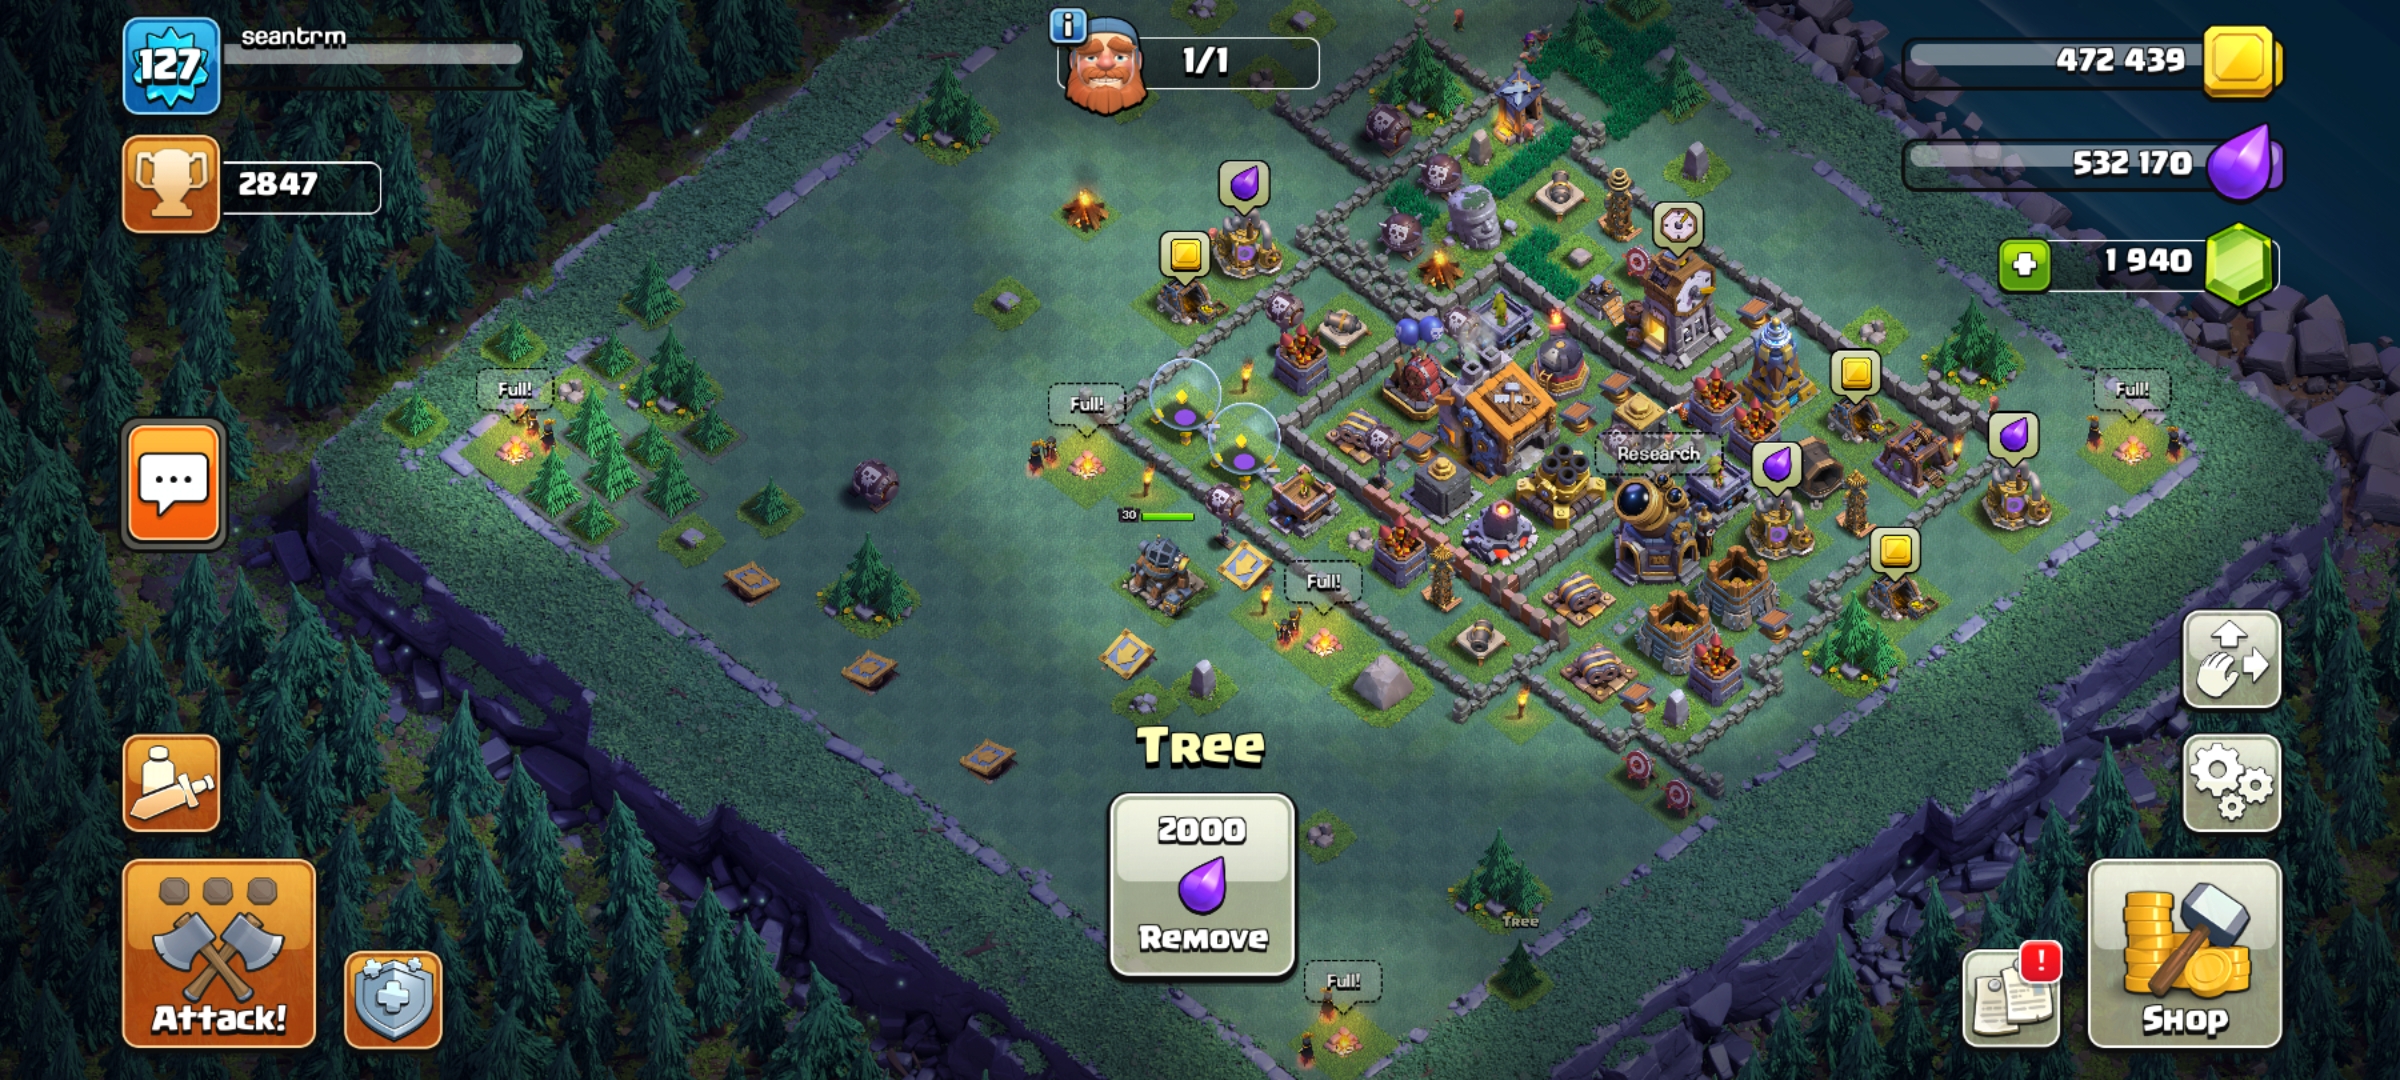 127
seantrm
1/1
472 439
2847
532 170
1 940
Full!
Full!
Full!
Research
30
Full!
Tree
2000
Remove
Tree
Full!
Attack!
!
Shop